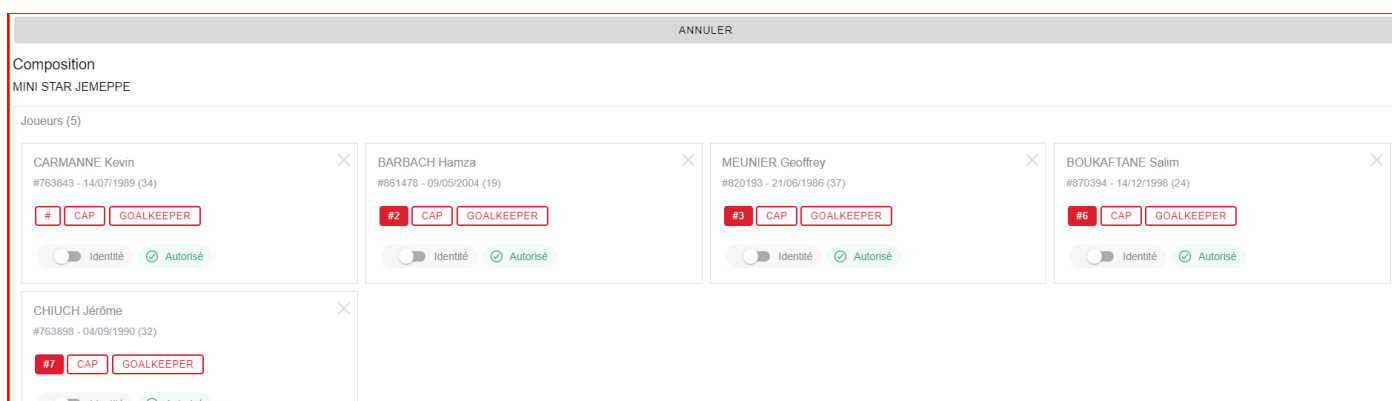 ANNULER
Composition
MINI STAR JEMEPPE
Joueurs (5)
CARMANNE Kevin
#763843 - 14/07/1989 (34)
# CAP GOALKEEPER
Identité Autorisé
BARBACH Hamza
#861478 - 09/05/2004 (19)
#2 CAP GOALKEEPER
Identité Autorisé
MEUNIER Geoffrey
#820193 - 21/06/1986 (37)
#3 CAP GOALKEEPER
Identité Autorisé
BOUKAFTANE Salim
#870394 - 14/12/1998 (24)
#6 CAP GOALKEEPER
Identité Autorisé
CHIUCH Jérôme
#763898 - 04/09/1990 (32)
#7 CAP GOALKEEPER